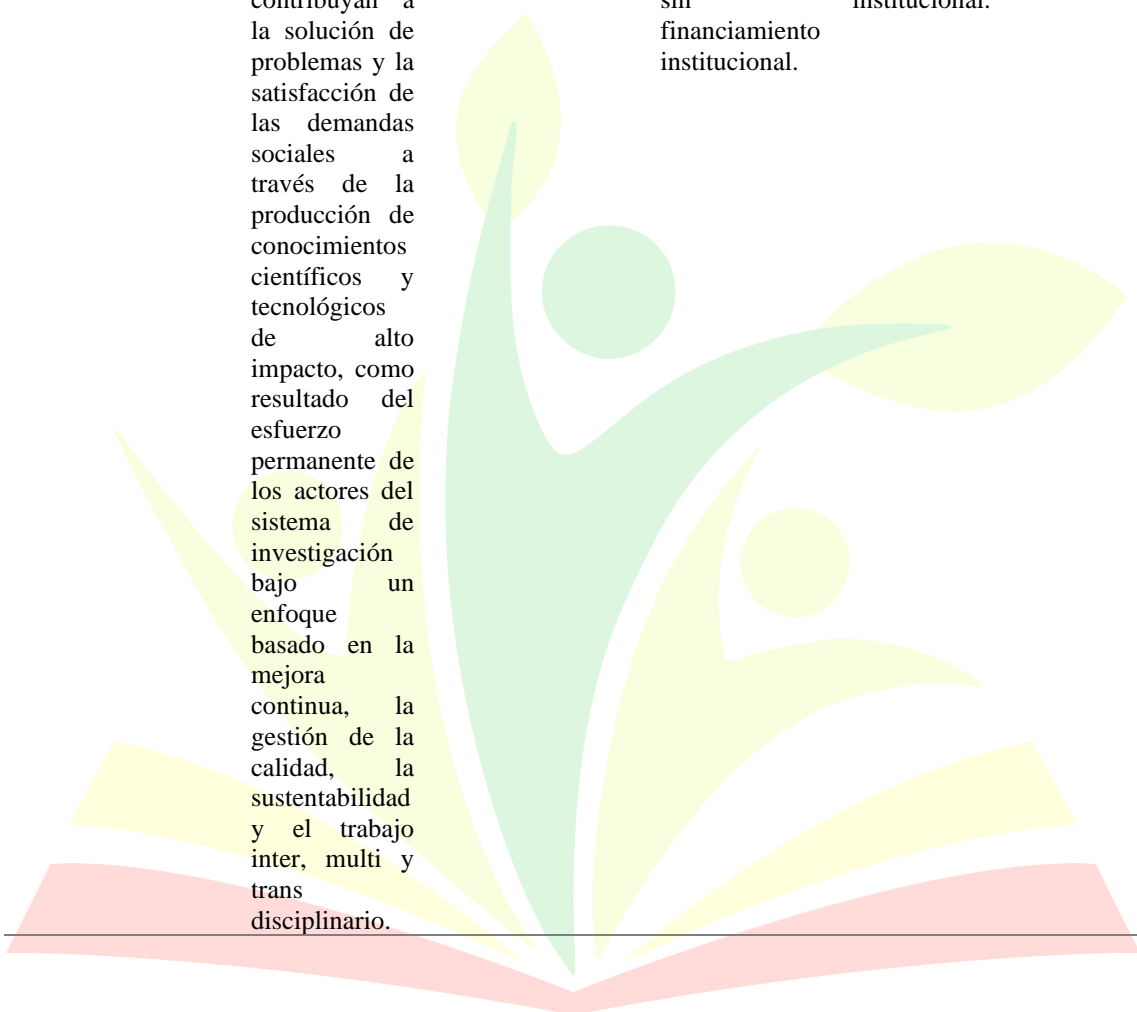 contribuyan a
la solución de
problemas y la
satisfacción de
las demandas
sociales a
través de la
producción de
conocimientos
científicos y
tecnológicos
de alto
impacto, como
resultado del
esfuerzo
permanente de
los actores del
sistema de
investigación
bajo un
enfoque
basado en la
mejora
continua, la
gestión de la
calidad, la
sustentabilidad
y el trabajo
inter, multi y
trans
disciplinario.
sin
financiamiento
institucional.
institucional.